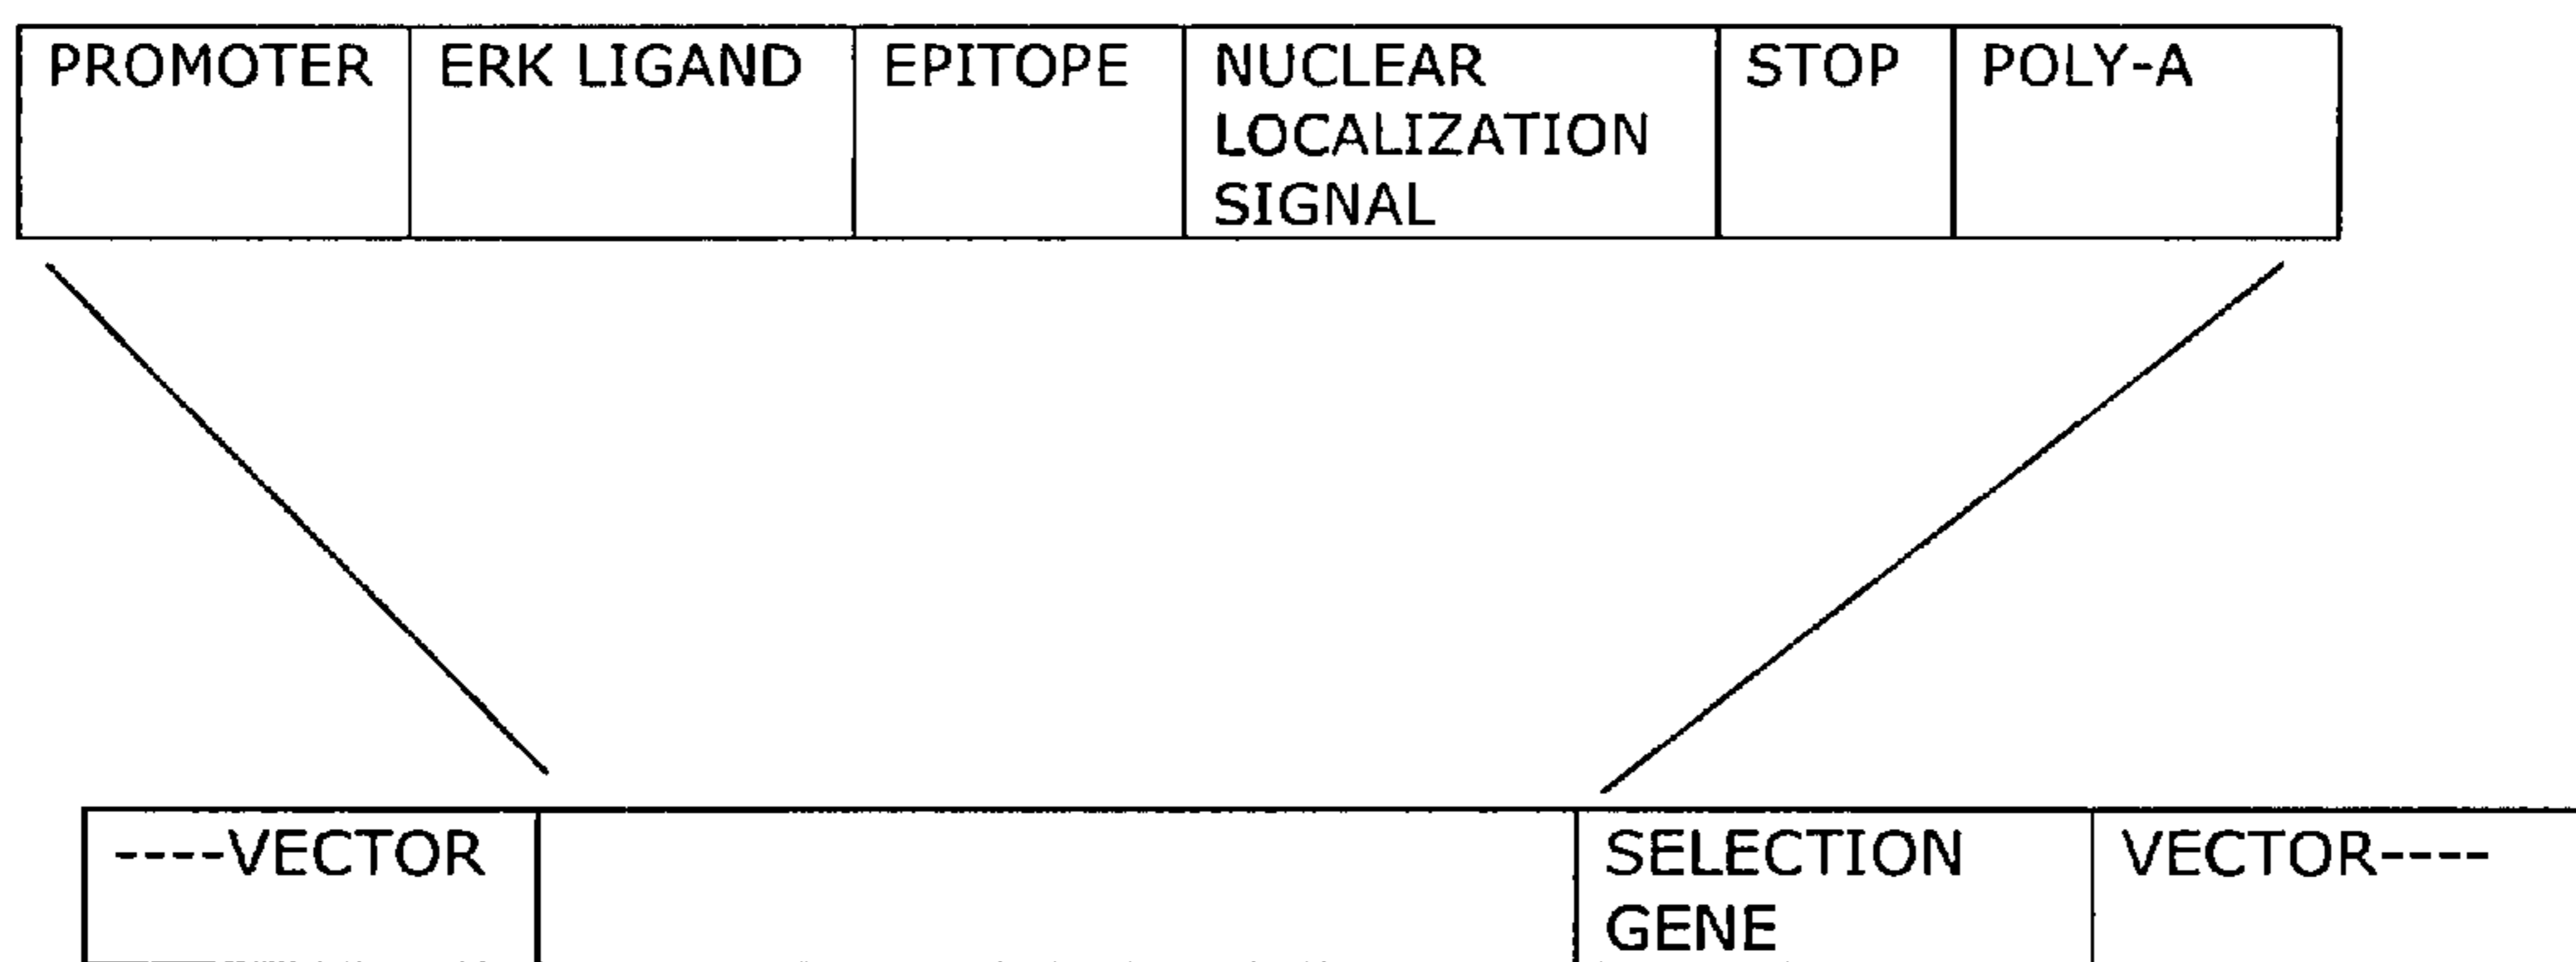 PROMOTER
ERK LIGAND
EPITOPE
NUCLEAR
LOCALIZATION
SIGNAL
STOP
POLY-A
----VECTOR
SELECTION
GENE
VECTOR----